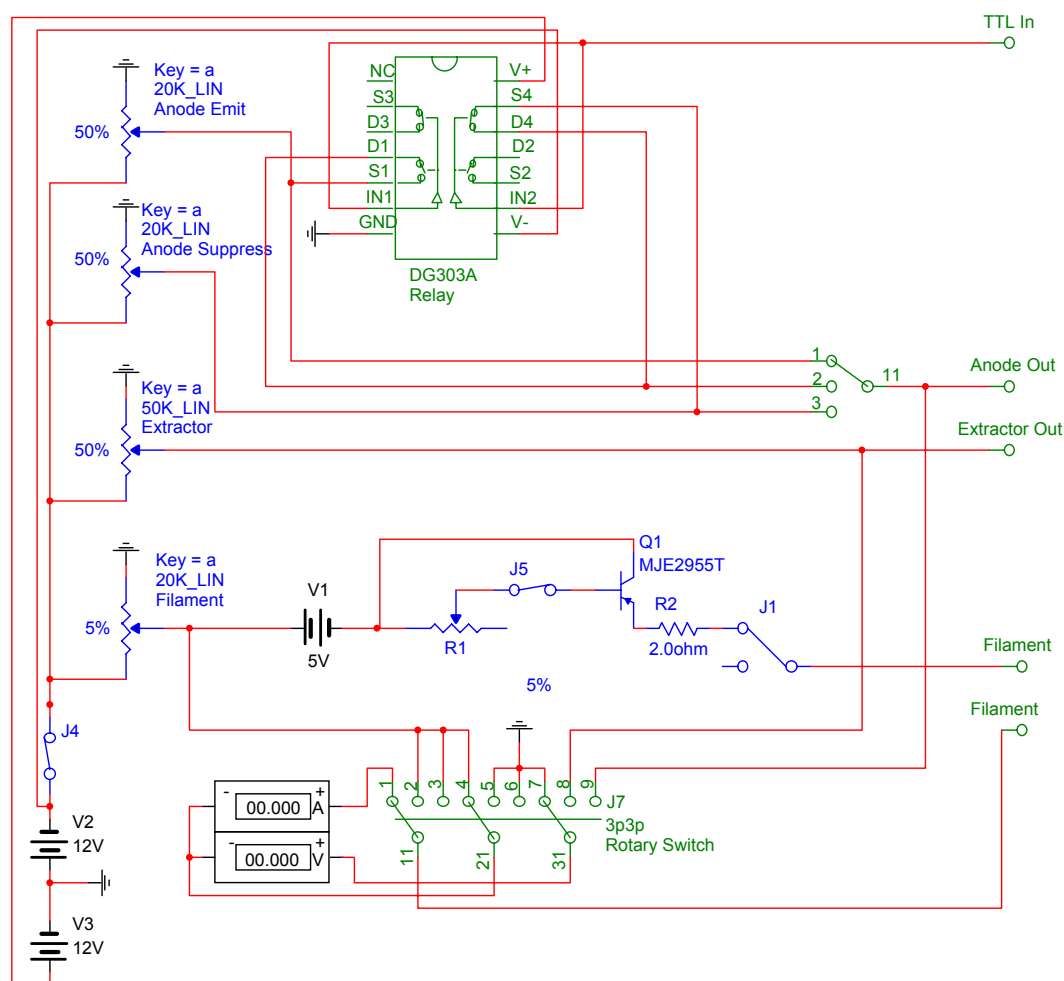 TTL In
Key = a
20K_LIN
Anode Emit
50%
NC
S3
D3
D1
S1
IN1
GND
V+
S4
D4
D2
S2
IN2
V-
DG303A
Relay
Key = a
20K_LIN
Anode Suppress
50%
1
2
3
11
Anode Out
Key = a
50K_LIN
Extractor
50%
Extractor Out
Key = a
20K_LIN
Filament
5%
V1
5V
R1
J5
Q1
MJE2955T
R2
2.0ohm
J1
5%
Filament
Filament
J4
- +
00.000 A
- +
00.000 V
1
2
3
4
5
6
7
8
9
J7
3p3p
Rotary Switch
11
21
31
V2
12V
V3
12V